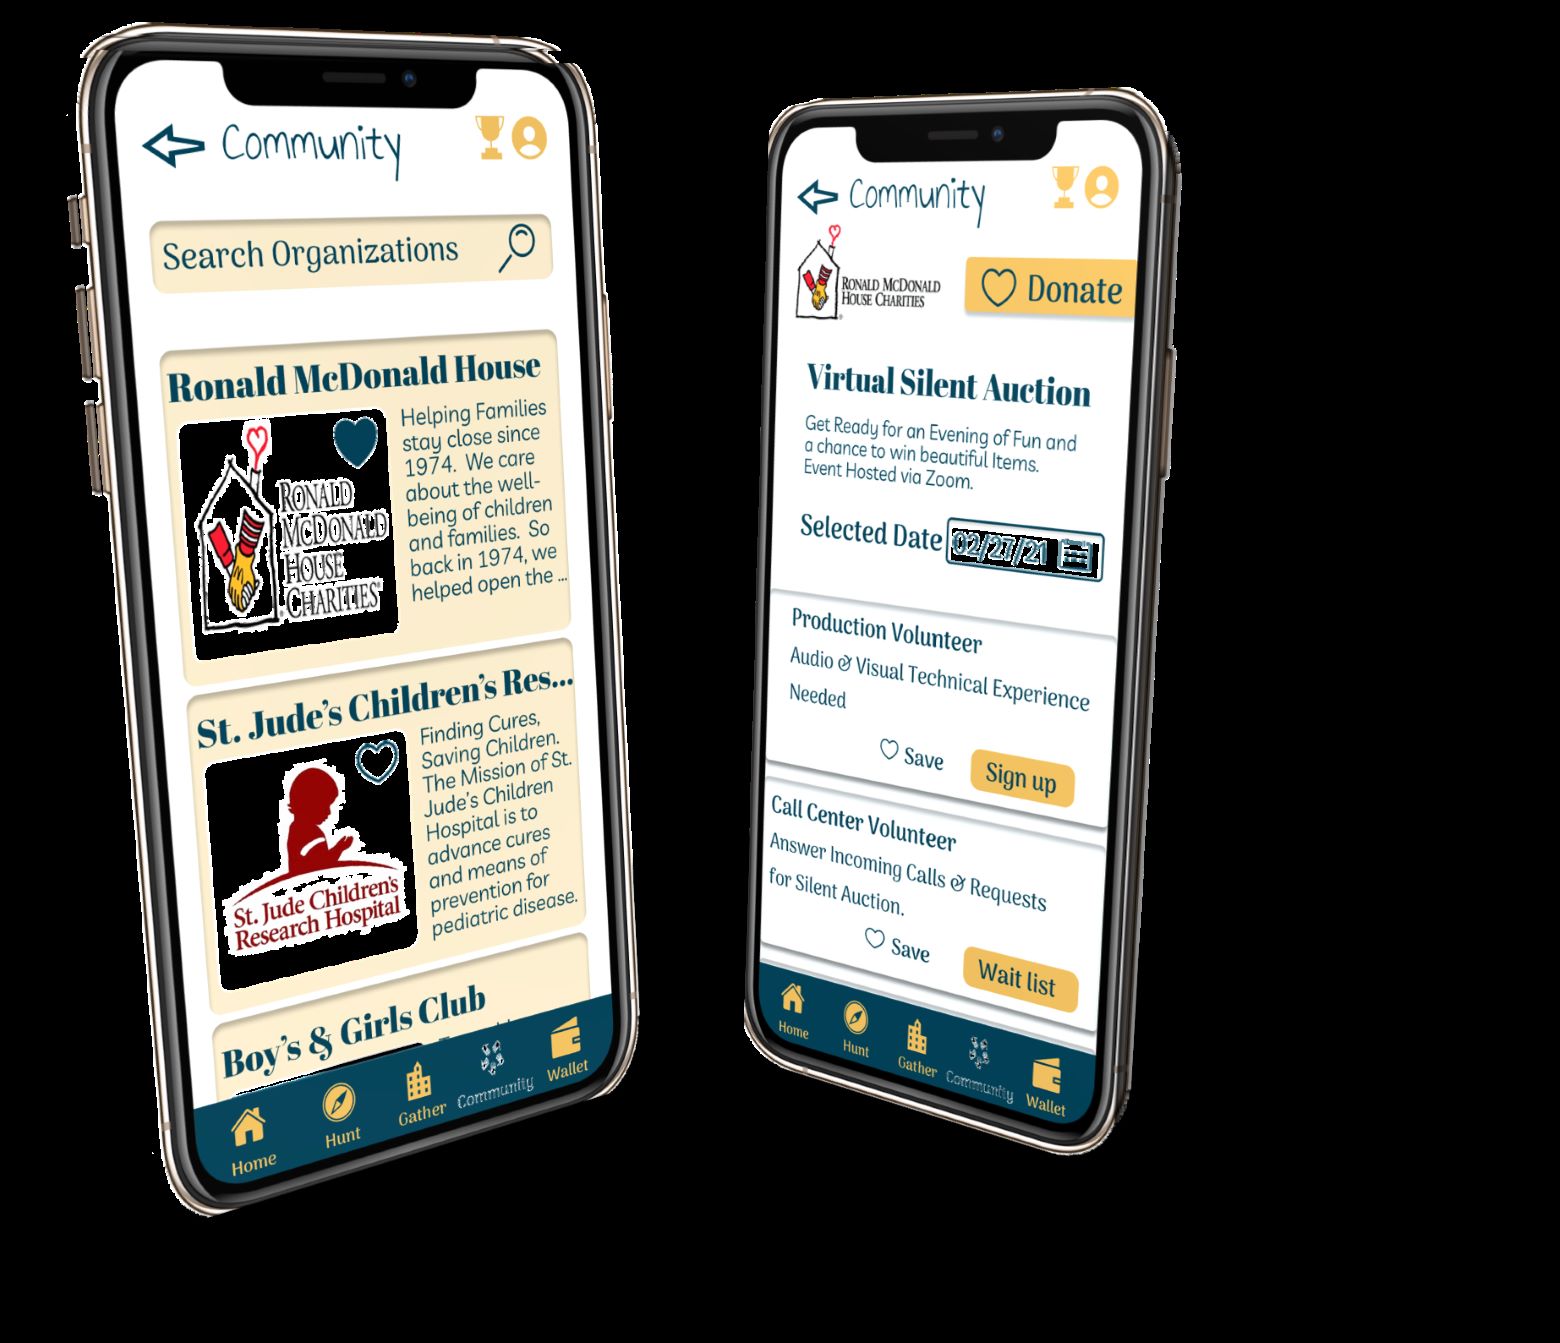 Community
Search Organizations
Ronald McDonald House
RONALD
MCDONALD
HOUSE
CHARITIES
Helping Families
stay close since
1974. We care
about the well-
being of children
and families. So
back in 1974, we
helped open the ...
St. Jude's Children's Res...
St. Jude Children's
Research Hospital
Finding Cures,
Saving Children.
The Mission of St.
Jude's Children
Hospital is to
advance cures
and means of
prevention for
pediatric disease.
Boy's & Girls Club
Home
Hunt
Gather
Community
Wallet
Community
RONALD MCDONALD
HOUSE CHARITIES
Donate
Virtual Silent Auction
Get Ready for an Evening of Fun and
a chance to win beautiful Items.
Event Hosted via Zoom.
Selected Date 02/27/21
Production Volunteer
Audio & Visual Technical Experience
Needed
Save
Sign up
Call Center Volunteer
Answer Incoming Calls & Requests
for Silent Auction.
Save
Wait list
Home
Hunt
Gather
Community
Wallet